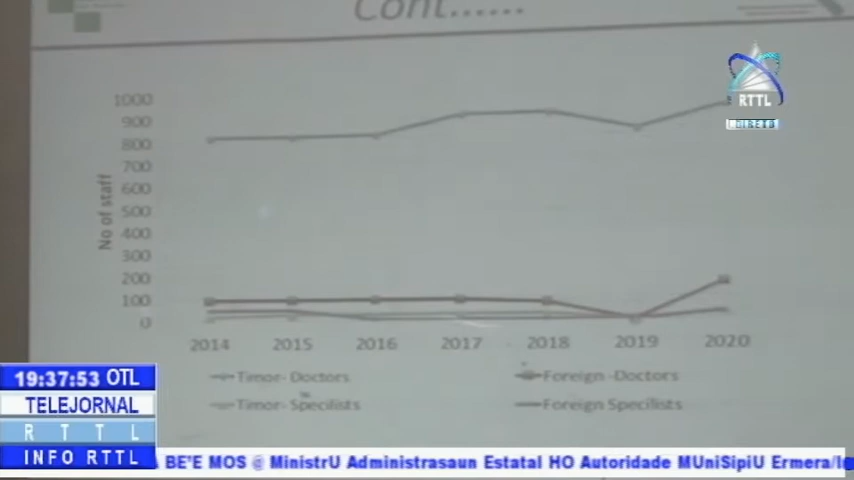 Cont......
RTTL
DIRETO
1000
900
800
700
600
500
400
300
200
100
0
No of staff
2014 2015 2016 2017 2018 2019 2020
Timor- Doctors
Foreign -Doctors
Timor- Specilists
Foreign Specilists
19:37:53 OTL
TELEJORNAL
R T T L
INFO RTTL
A BE'E MOS @ MinistrU Administrasaun Estatal HO Autoridade MUniSipiU Ermera/